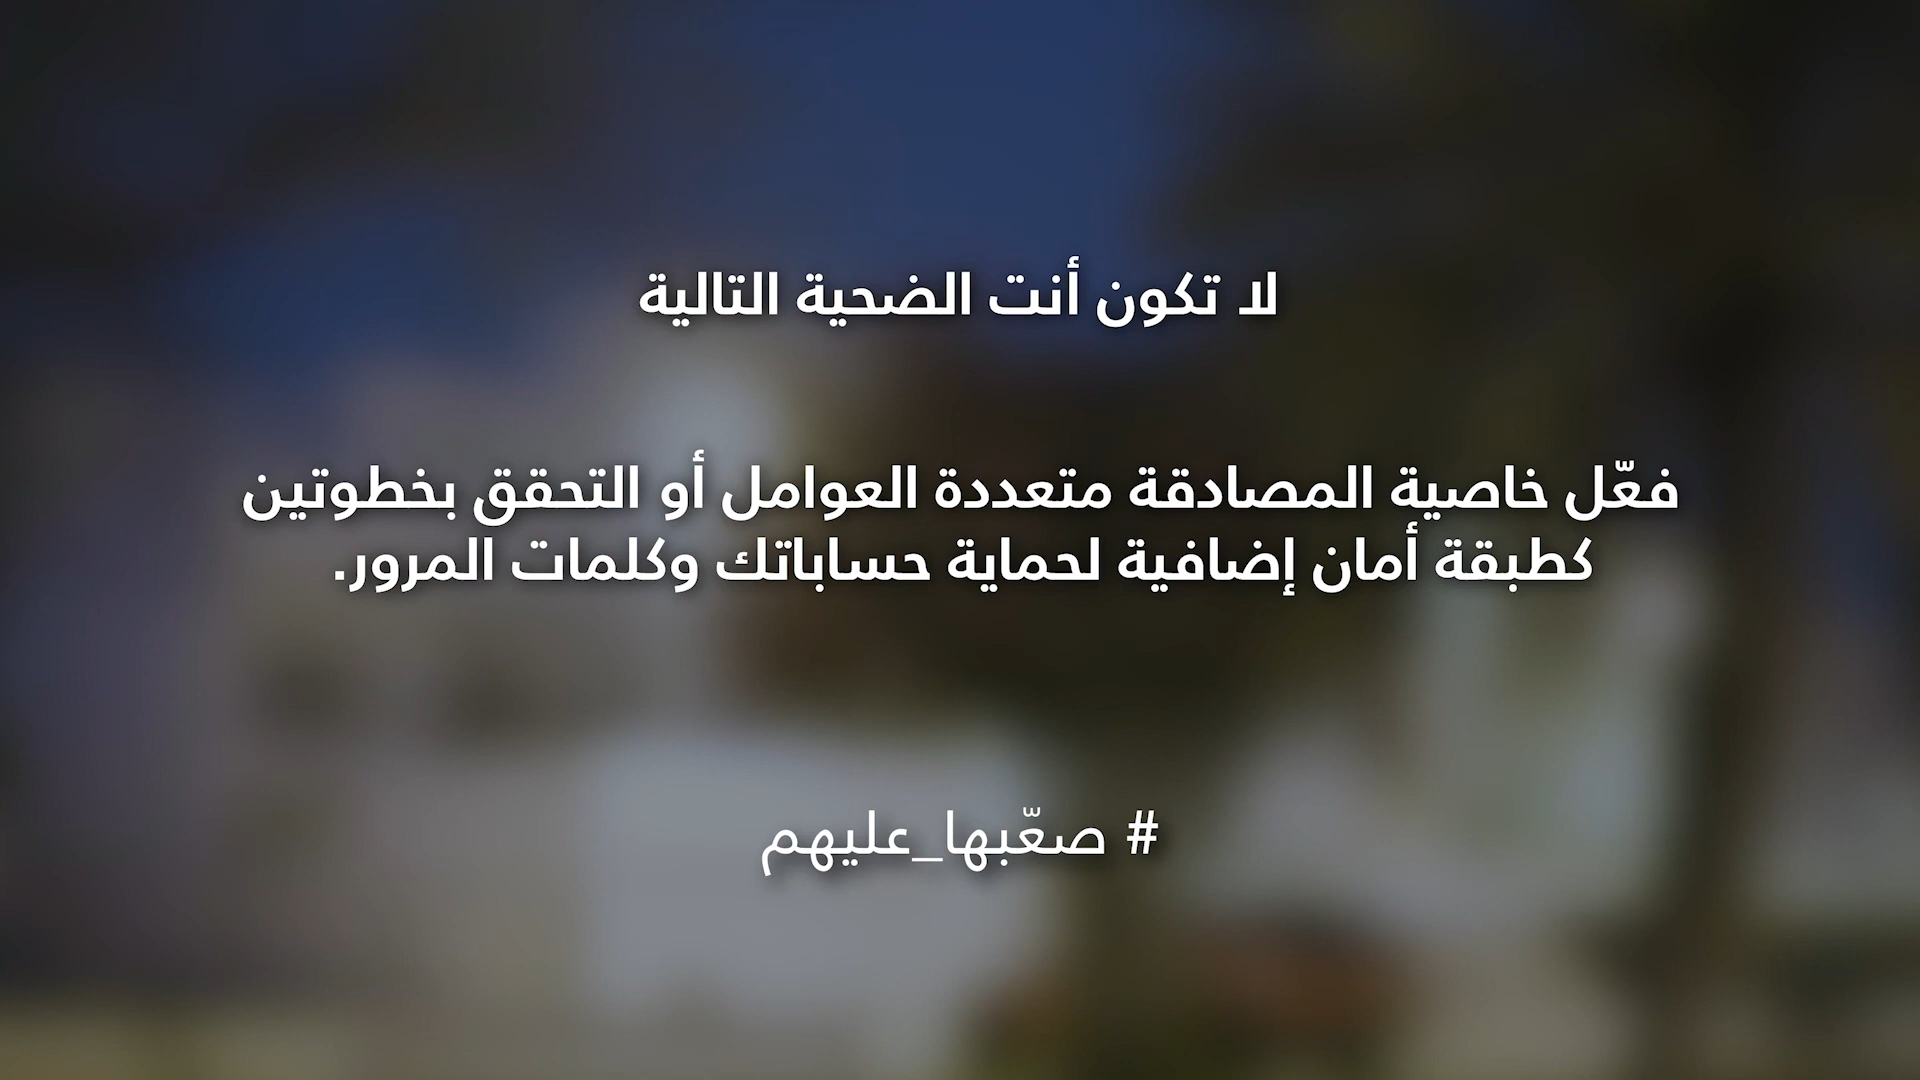 لا تكون أنت الضحية التالية
فعّل خاصية المصادقة متعددة العوامل أو التحقق بخطوتين
كطبقة أمان إضافية لحماية حساباتك وكلمات المرور.
# صعّبها_عليهم